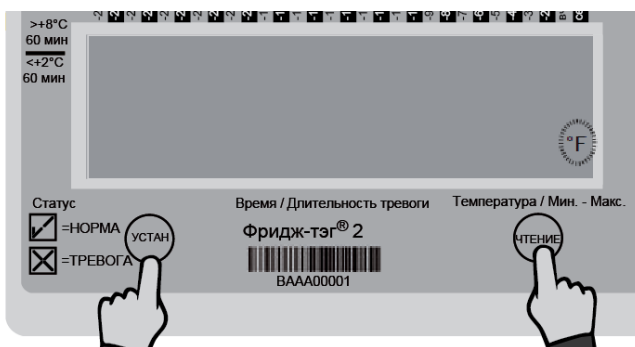 >+8°C
60 мин
<+2°C
60 мин
°F
Статус
Время / Длительность тревоги
Температура / Мин. - Макс.
=НОРМА
УСТАН
Фридж-тэг® 2
ЧТЕНИЕ
=ТРЕВОГА
BAAA00001